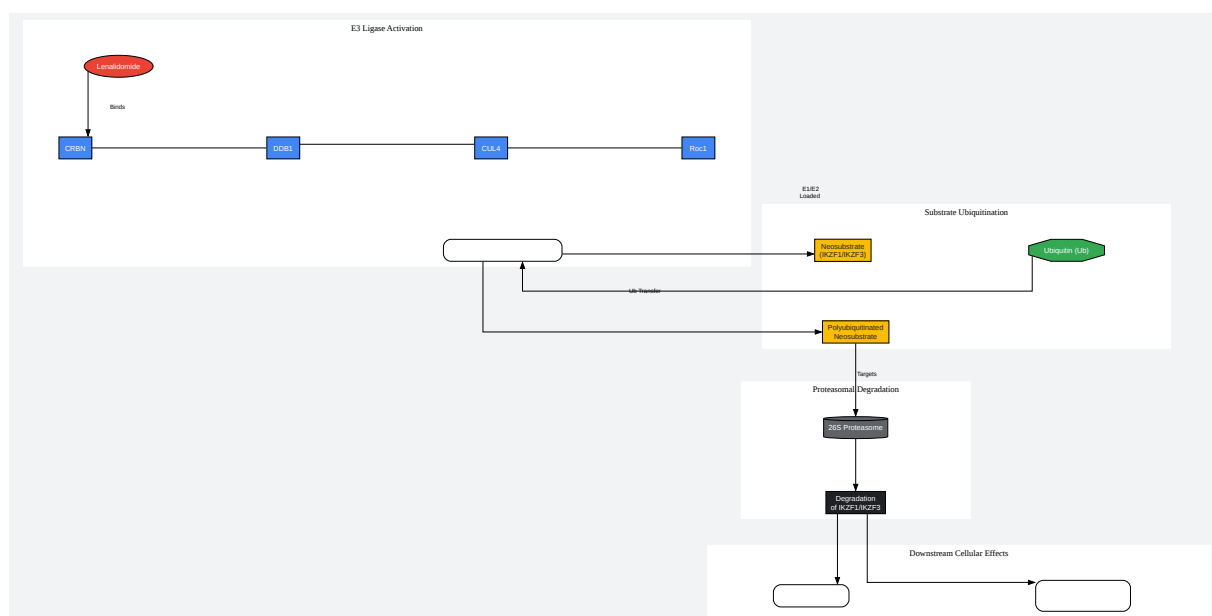 E3 Ligase Activation
Lenalidomide
Binds
CRBN
DDB1
CUL4
Roc1
E1/E2
Loaded
Substrate Ubiquitination
Neosubstrate
(IKZF1/IKZF3)
Ubiquitin (Ub)
Ub Transfer
Polyubiquitinated
Neosubstrate
Targets
Proteasomal Degradation
26S Proteasome
Degradation
of IKZF1/IKZF3
Downstream Cellular Effects